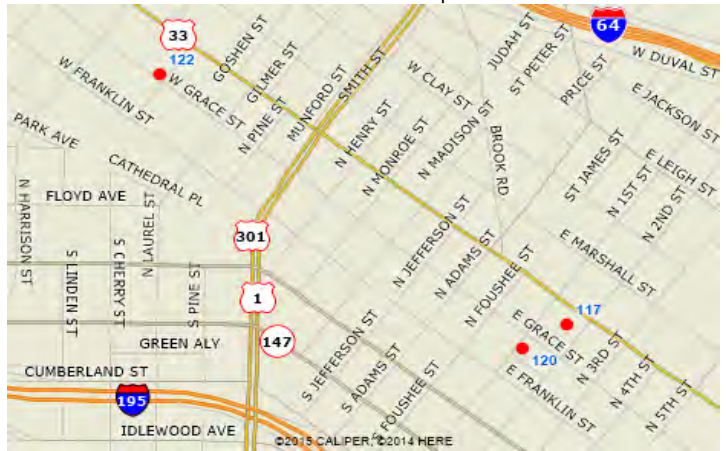 33
64
122
GOSHEN ST
GILMER ST
W GRACE ST
W FRANKLIN ST
N PINE ST
MUNFORD ST
SMITH ST
W CLAY ST
JUDAH ST
ST PETER ST
PRICE ST
W DUVAL ST
E JACKSON ST
PARK AVE
CATHEDRAL PL
N HENRY ST
N MONROE ST
N MADISON ST
BROOK RD
ST JAMES ST
E LEIGH ST
N 1ST ST
N 2ND ST
FLOYD AVE
N HARRISON ST
S LINDEN ST
S CHERRY ST
N LAUREL ST
S PINE ST
301
1
147
N JEFFERSON ST
N ADAMS ST
N FOUSHEE ST
E MARSHALL ST
117
E GRACE ST
120
N 3RD ST
E FRANKLIN ST
N 4TH ST
N 5TH ST
GREEN ALY
S JEFFERSON ST
S ADAMS ST
S FOUSHEE ST
CUMBERLAND ST
195
IDLEWOOD AVE
©2015 CALIPER; ©2014 HERE